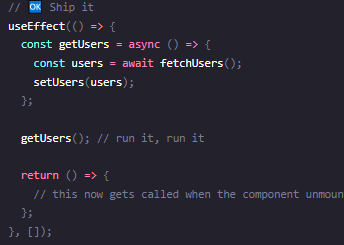 // 🆗 Ship it
useEffect(() => {
  const getUsers = async () => {
    const users = await fetchUsers();
    setUsers(users);
  };
  getUsers(); // run it, run it
  return () => {
    // this now gets called when the component unmoun
  };
}, []);